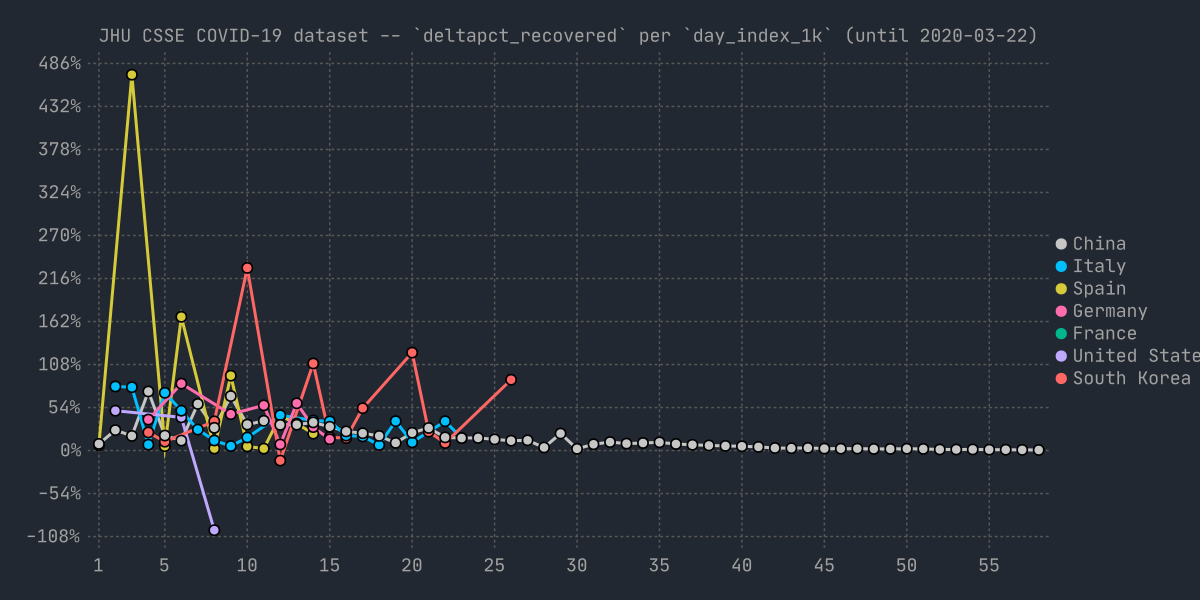 JHU CSSE COVID-19 dataset -- `deltapct_recovered` per `day_index_1k` (until 2020-03-22)
486%
432%
378%
324%
270%
216%
162%
108%
54%
0%
-54%
-108%
1 5 10 15 20 25 30 35 40 45 50 55
China
Italy
Spain
Germany
France
United State
South Korea